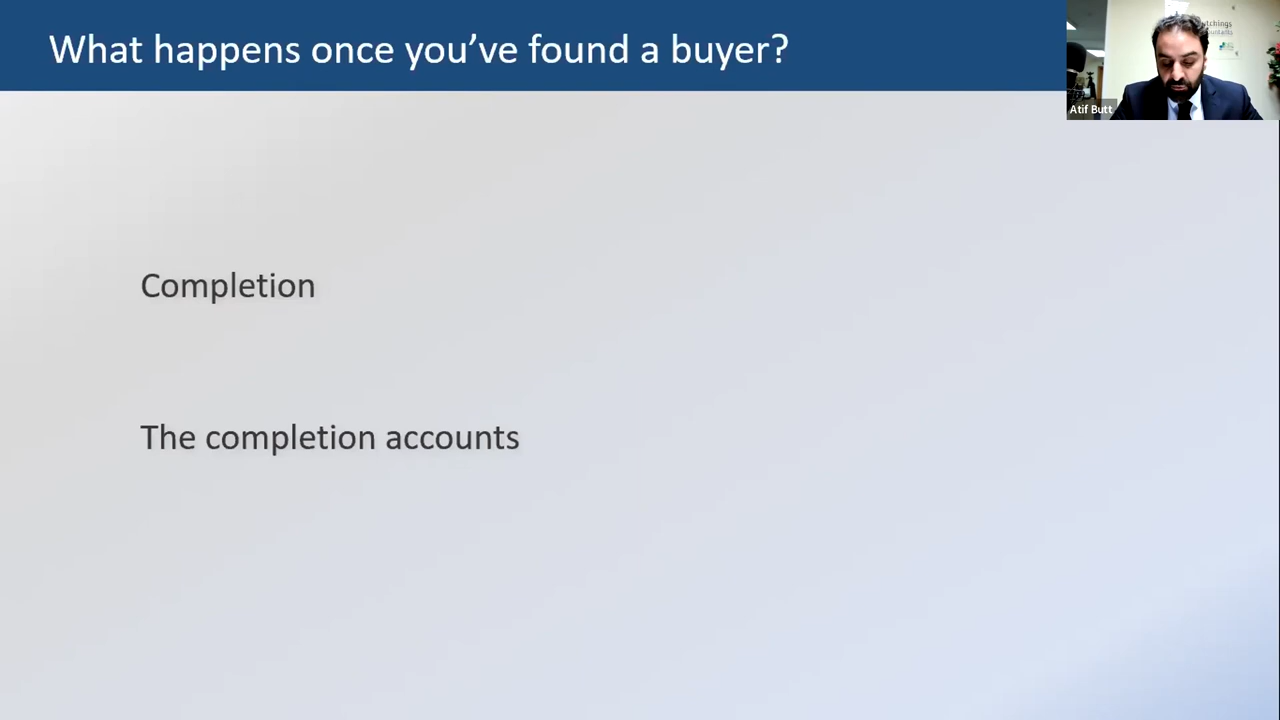 What happens once you've found a buyer?
Atif Butt
Completion
The completion accounts